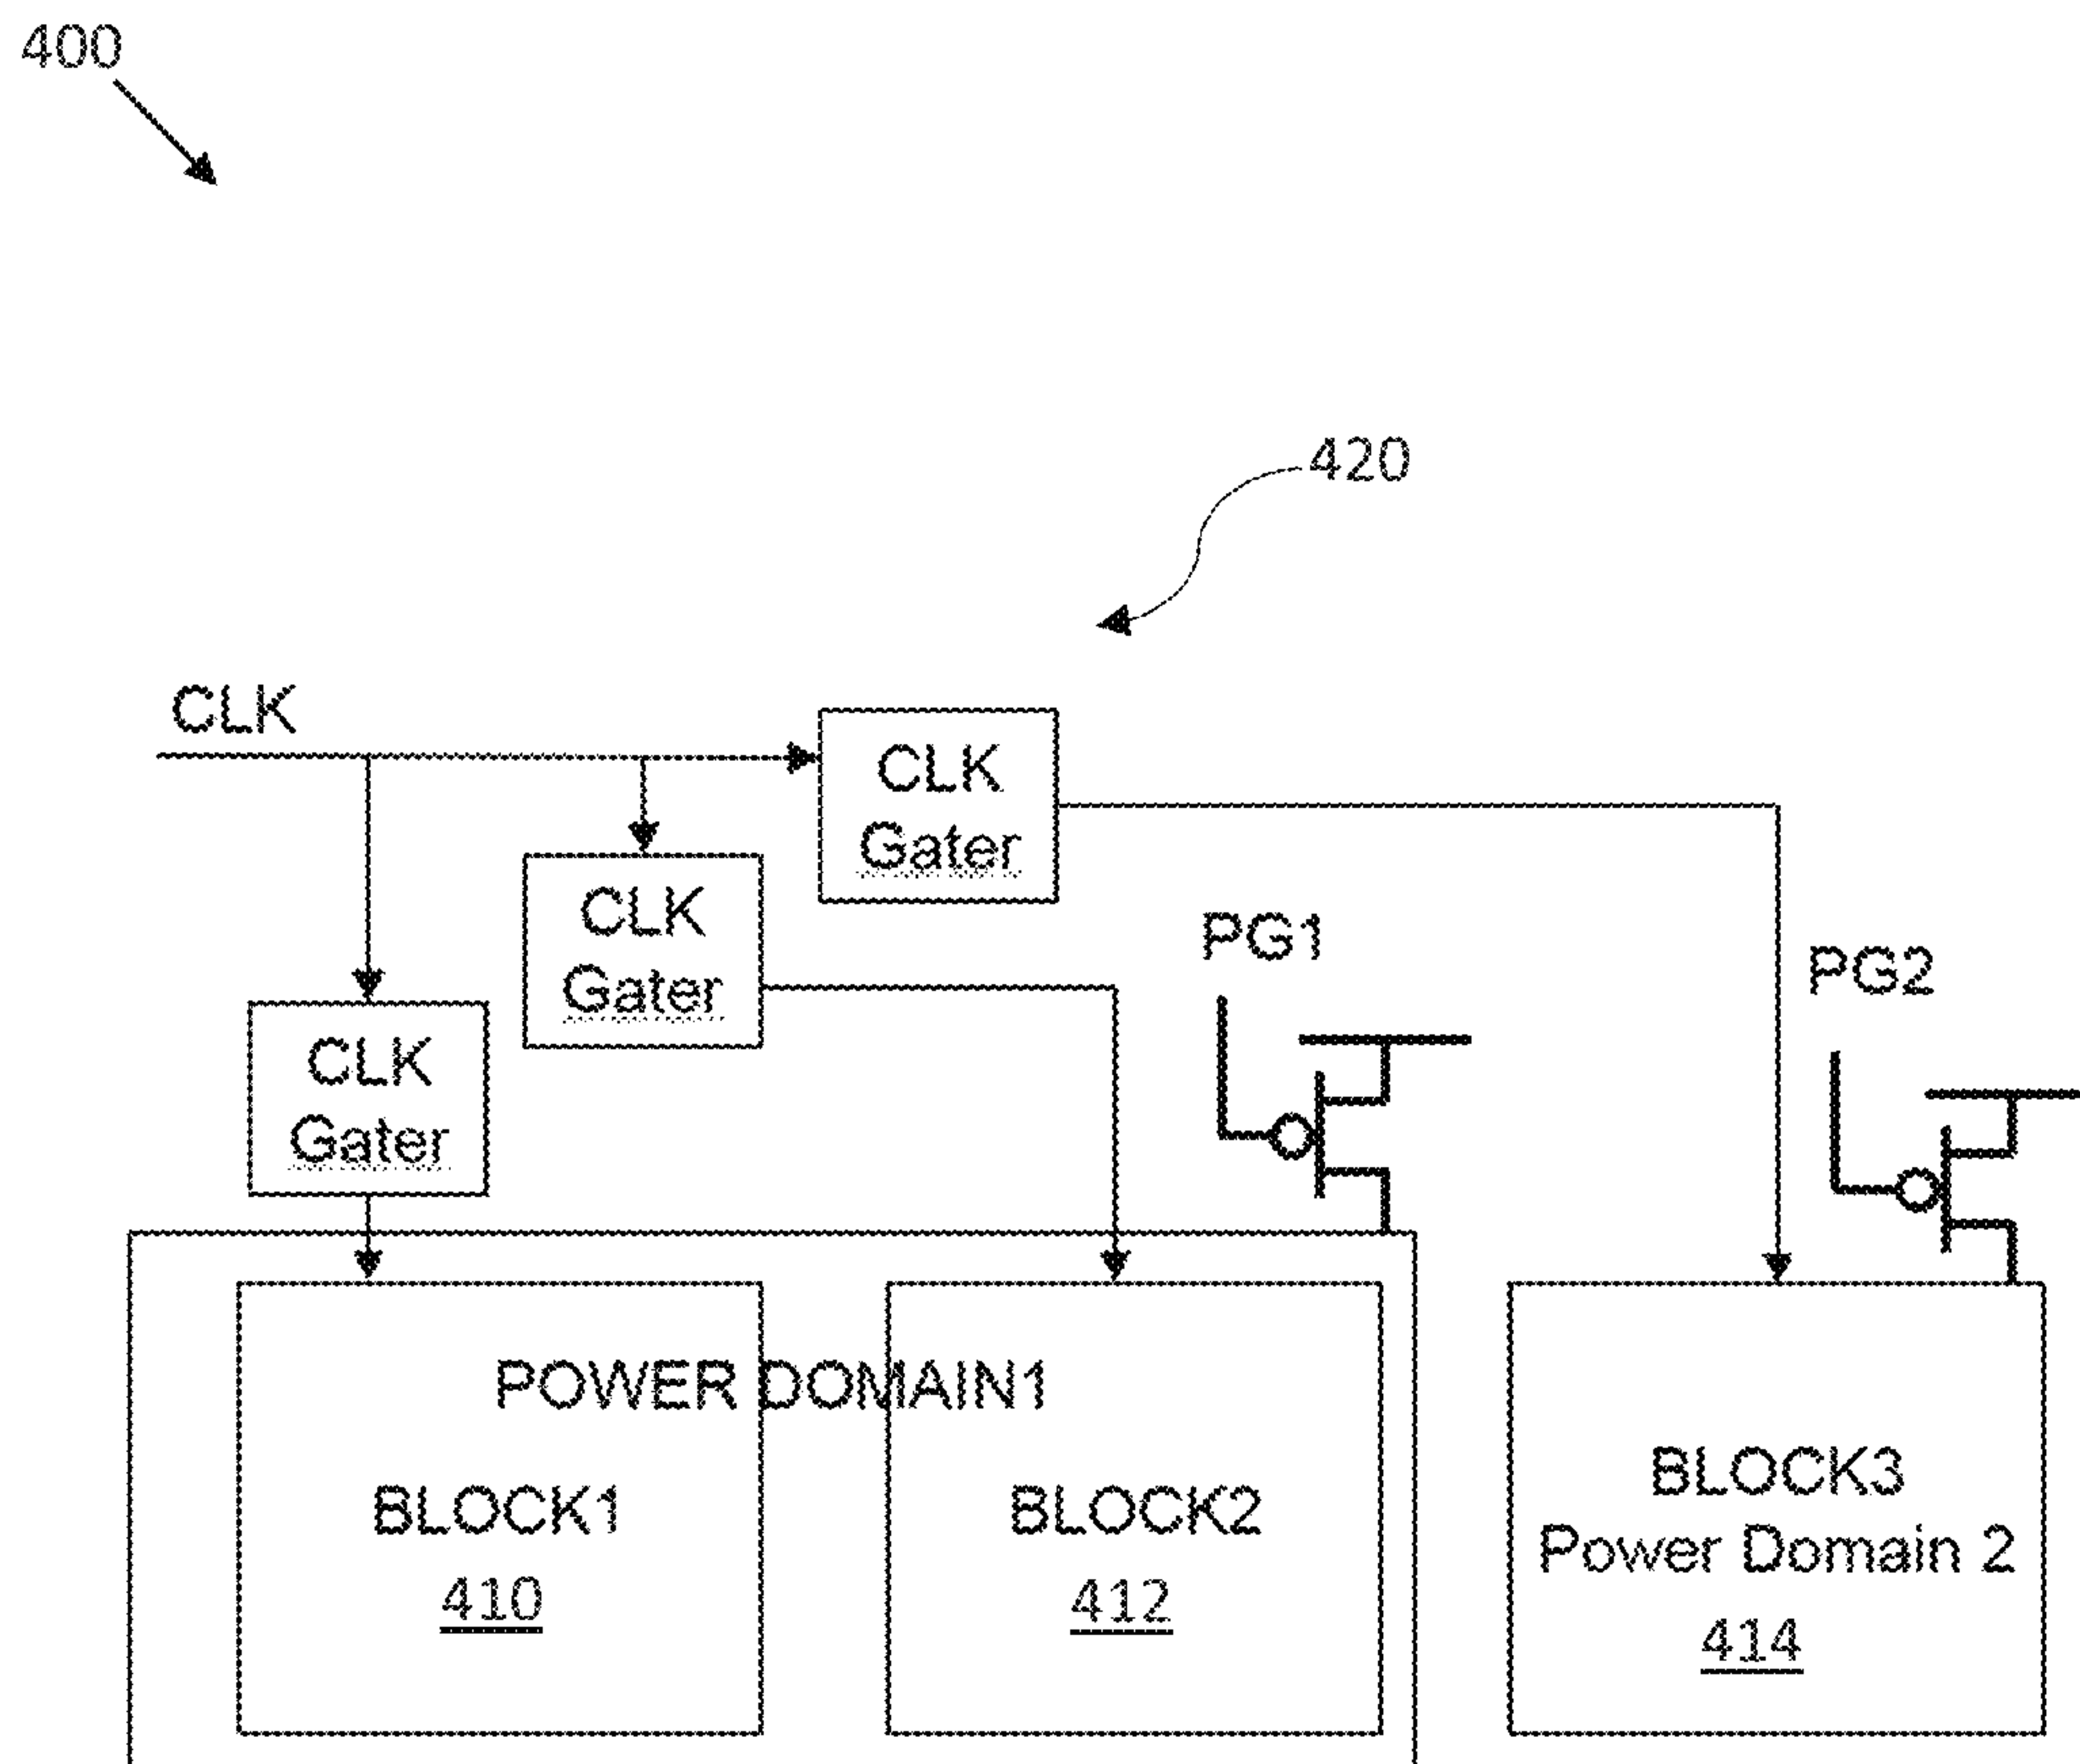 400
420
CLK
CLK
Gater
CLK
Gater
CLK
Gater
PG1
PG2
POWER DOMAIN1
BLOCK1
410
BLOCK2
412
BLOCK3
Power Domain 2
414